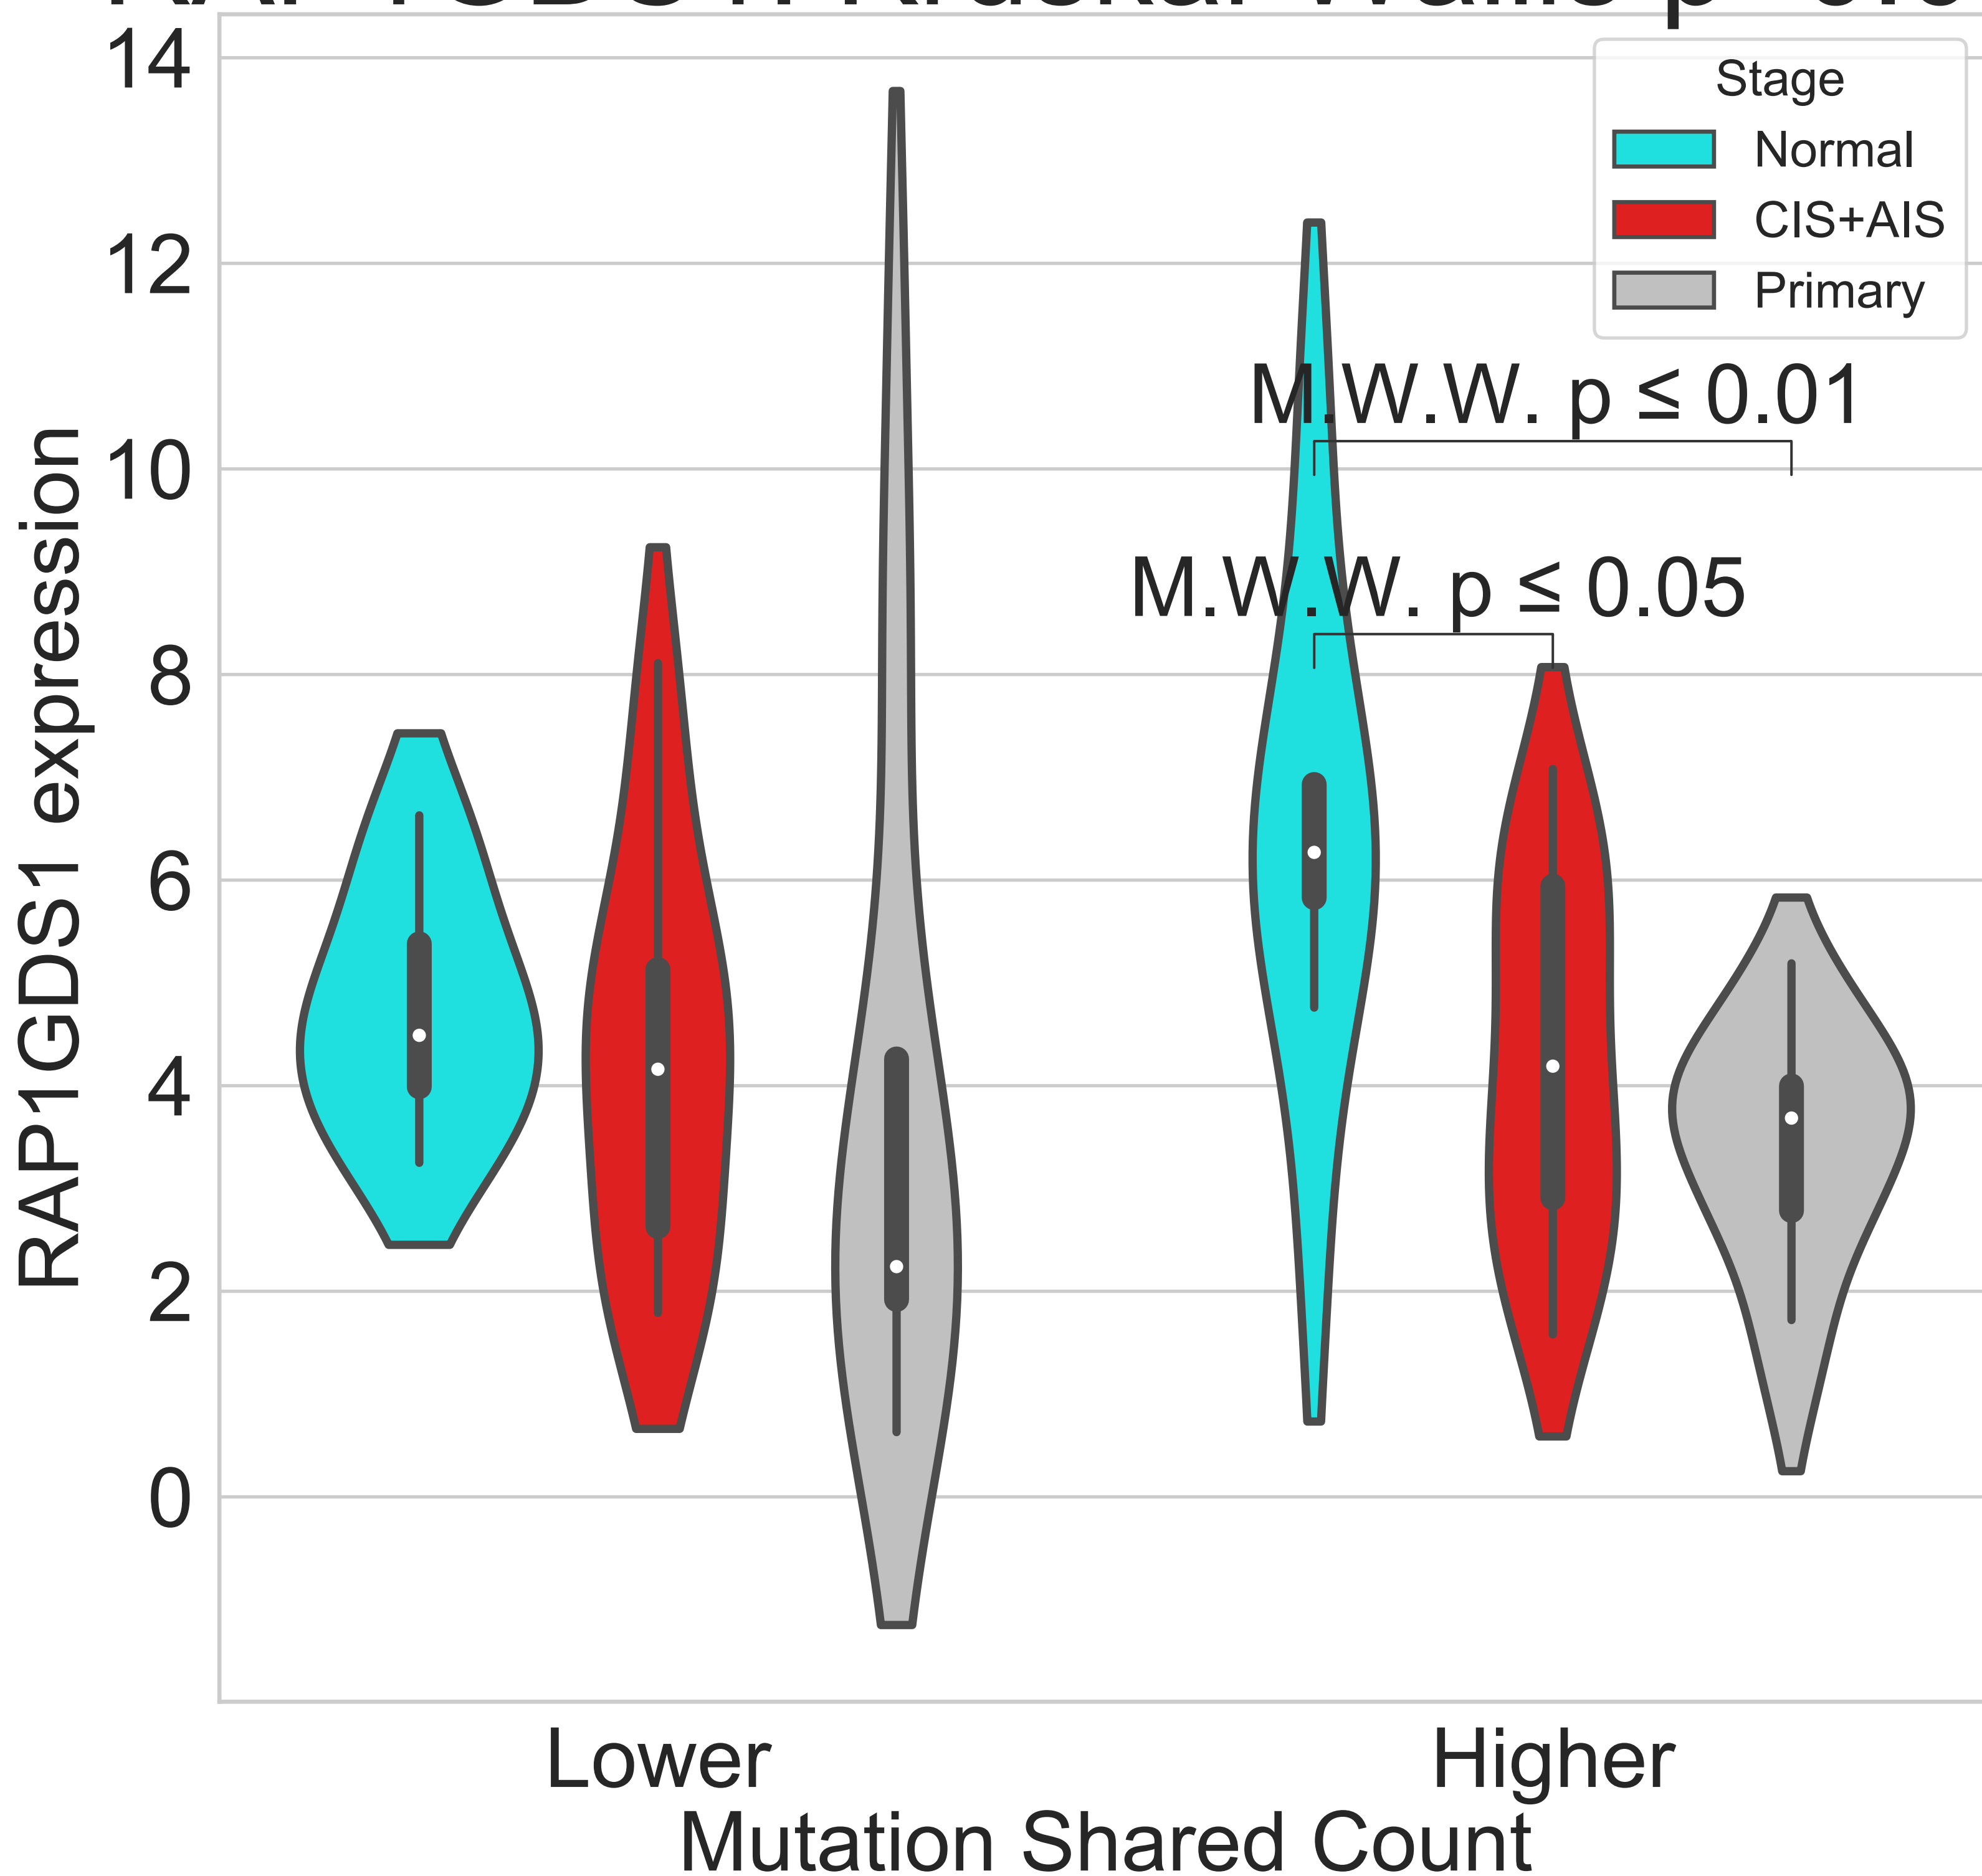 14
12
10
8
6
4
2
0
RAP1GDS1 expression
Stage
Normal
CIS+AIS
Primary
M.W.W. p ≤ 0.01
M.W.W. p ≤ 0.05
Lower
Higher
Mutation Shared Count